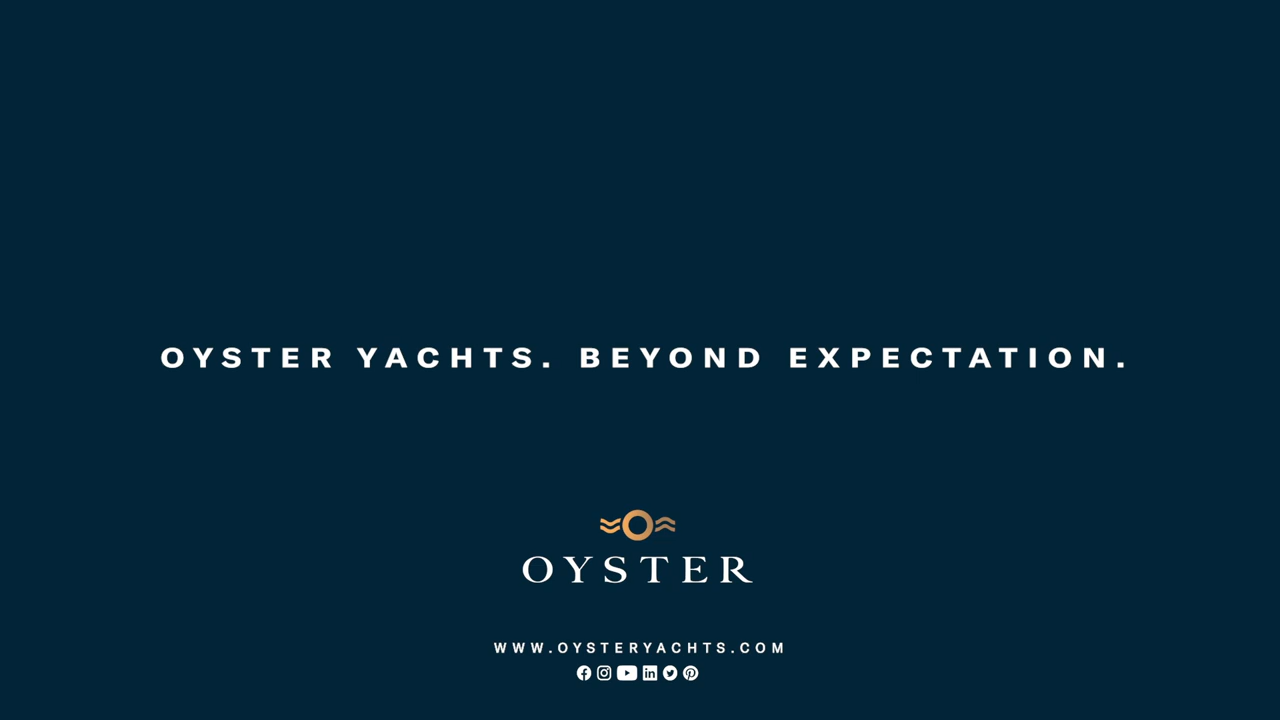 OYSTER YACHTS. BEYOND EXPECTATION.
OYSTER
WWW.OYSTERYACHTS.COM